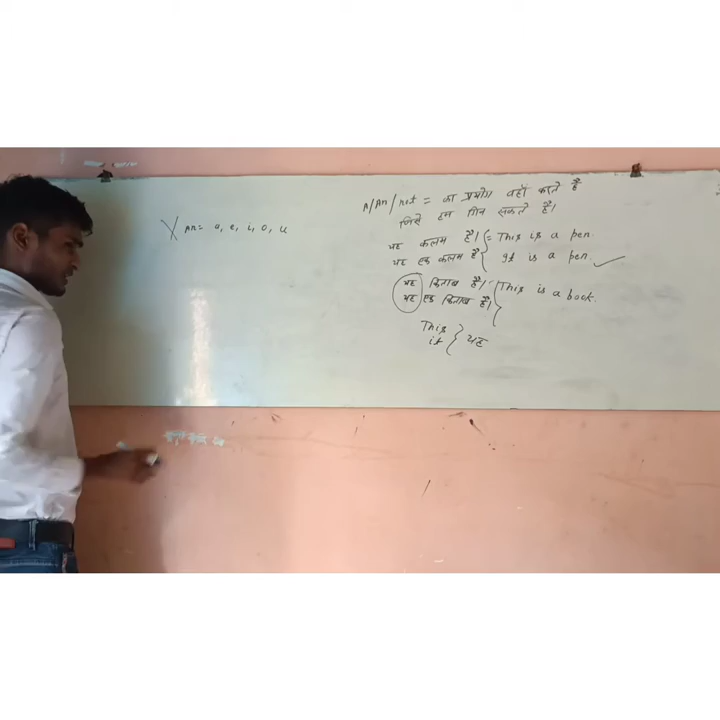 An = a, e, i, o, u
A/An/not = का प्रयोग वहाँ करते है
जिसे हम गिन सकते है।
यह कलम है। = This is a pen.
यह एक कलम है It is a pen.
यह किताब है। This is a book.
यह एक किताब है।
This
it } यह